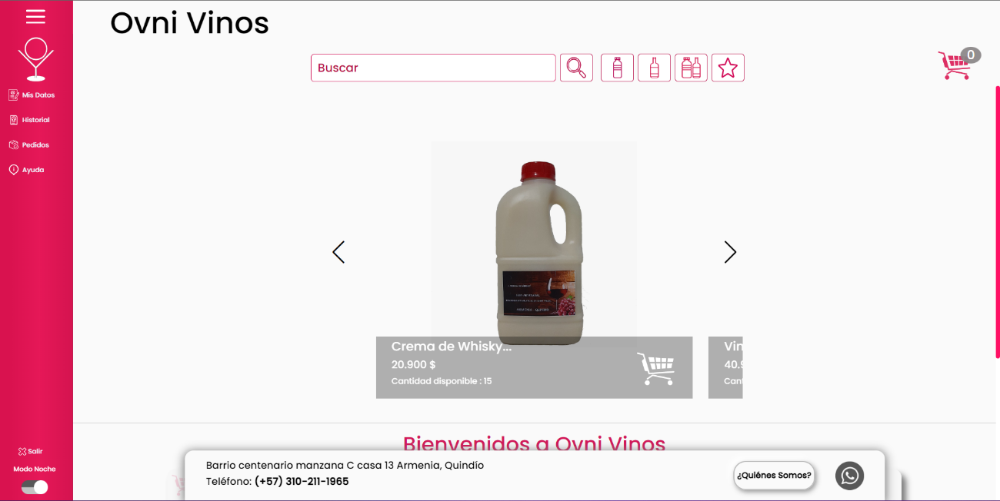 Ovni Vinos
Buscar
0
Mis Datos
Historial
Pedidos
Ayuda
Crema de Whisky...
20.900 $
Cantidad disponible : 15
Vin
40.9
Cant
Bienvenidos a Ovni Vinos
Salir
Modo Noche
Barrio centenario manzana C casa 13 Armenia, Quindío
Teléfono: (+57) 310-211-1965
¿Quiénes Somos?